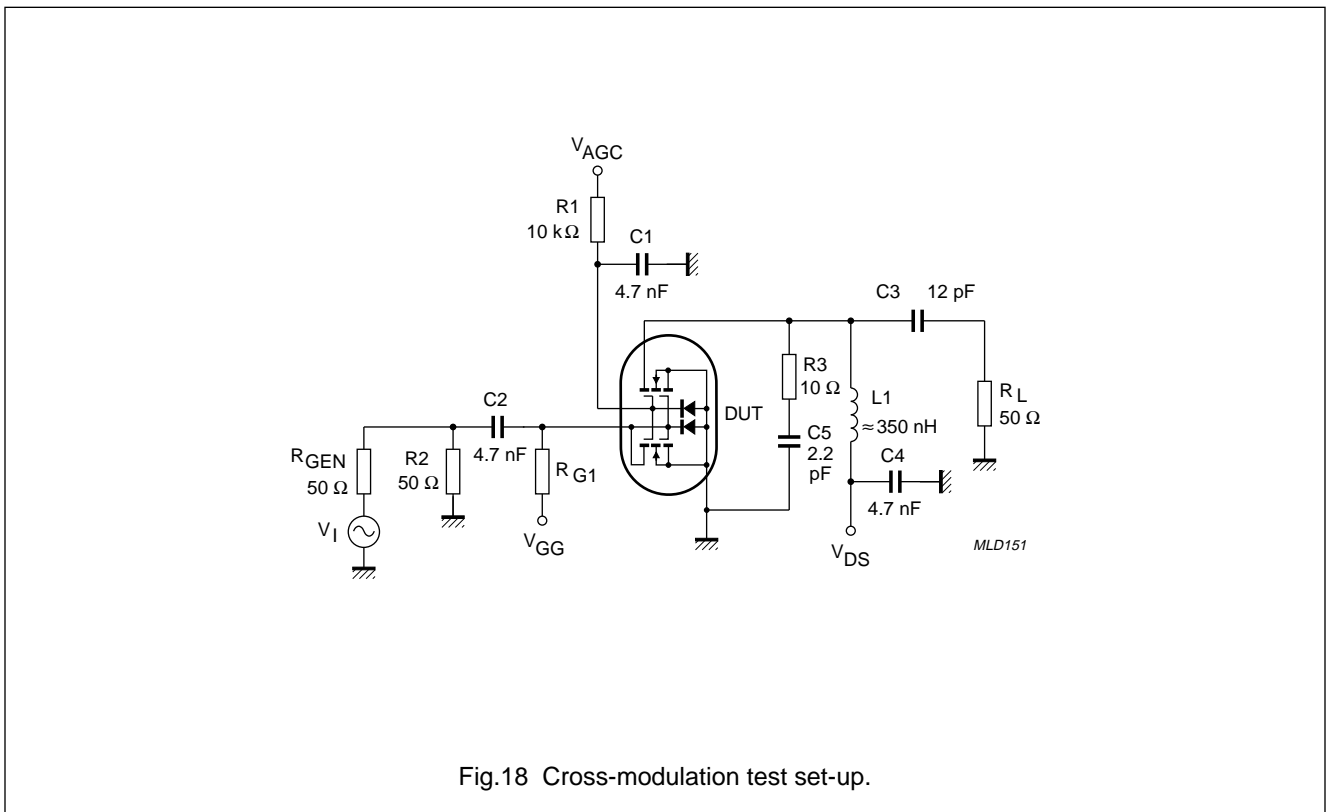 VAGC
R1
10 kΩ
C1
4.7 nF
C3 12 pF
R3
10 Ω
L1
≈350 nH
RL
50 Ω
DUT
C2
4.7 nF
C5
2.2
pF
C4
4.7 nF
RGEN
50 Ω
R2
50 Ω
RG1
VI
VGG
VDS
MLD151
Fig.18 Cross-modulation test set-up.